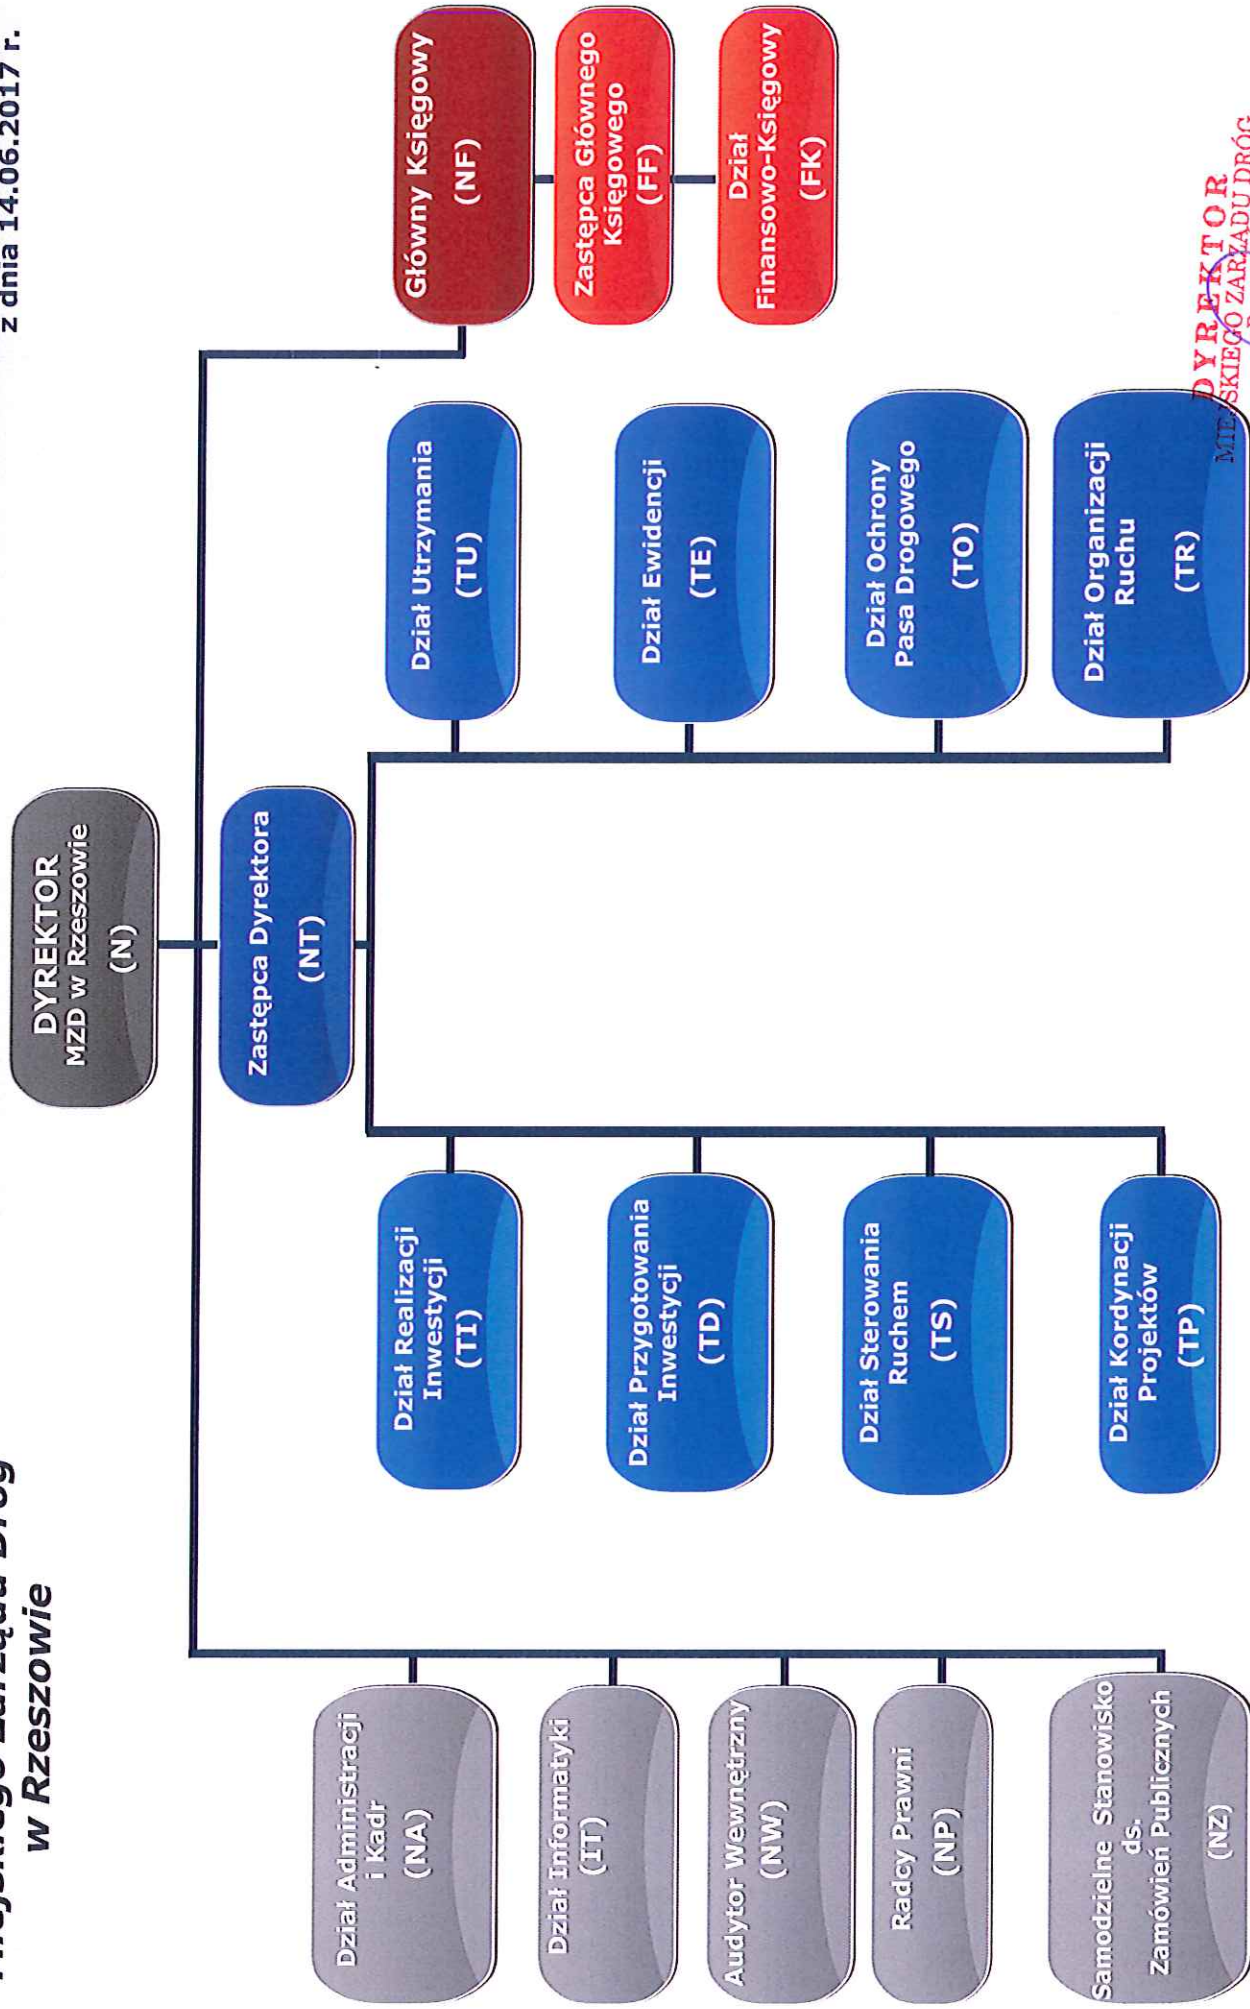 z dnia 14.06.2017 r.
w Rzeszowie
DYREKTOR
MZD w Rzeszowie
(N)
Zastępca Dyrektora
(NT)
Dział Administracji
i Kadr
(NA)
Dział Informatyki
(IT)
Audytor Wewnętrzny
(NW)
Radcy Prawni
(NP)
Samodzielne Stanowisko
ds.
Zamówień Publicznych
(NZ)
Dział Realizacji
Inwestycji
(TI)
Dział Przygotowania
Inwestycji
(TD)
Dział Sterowania
Ruchem
(TS)
Dział Kordynacji
Projektów
(TP)
Dział Utrzymania
(TU)
Dział Ewidencji
(TE)
Dział Ochrony
Pasa Drogowego
(TO)
Dział Organizacji
Ruchu
(TR)
Główny Księgowy
(NF)
Zastępca Głównego
Księgowego
(FF)
Dział
Finansowo-Księgowy
(FK)
DYREKTOR
MIEJSKIEGO ZARZĄDU DRÓG